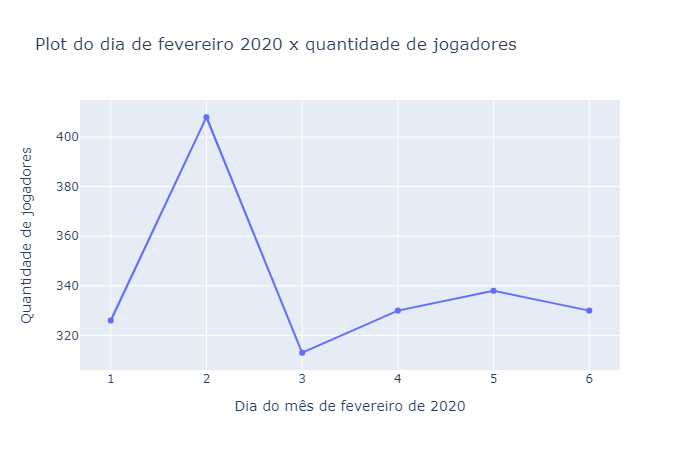 Plot do dia de fevereiro 2020 x quantidade de jogadores
Quantidade de jogadores
400
380
360
340
320
1 2 3 4 5 6
Dia do mês de fevereiro de 2020